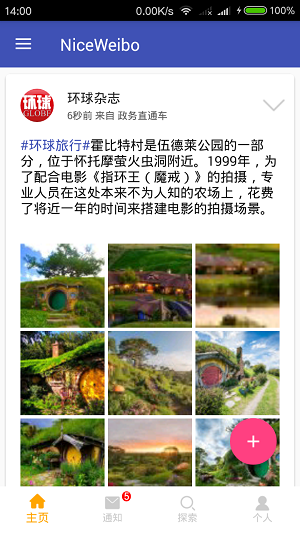 14:00
0.00K/s
100%
NiceWeibo
环球
GLOBE
环球杂志
6秒前 来自 政务直通车
#环球旅行#霍比特村是伍德莱公园的一部
分，位于怀托摩萤火虫洞附近。1999年，为
了配合电影《指环王（魔戒）》的拍摄，专
业人员在这处本来不为人知的农场上，花费
了将近一年的时间来搭建电影的拍摄场景。
5
主页
通知
探索
个人